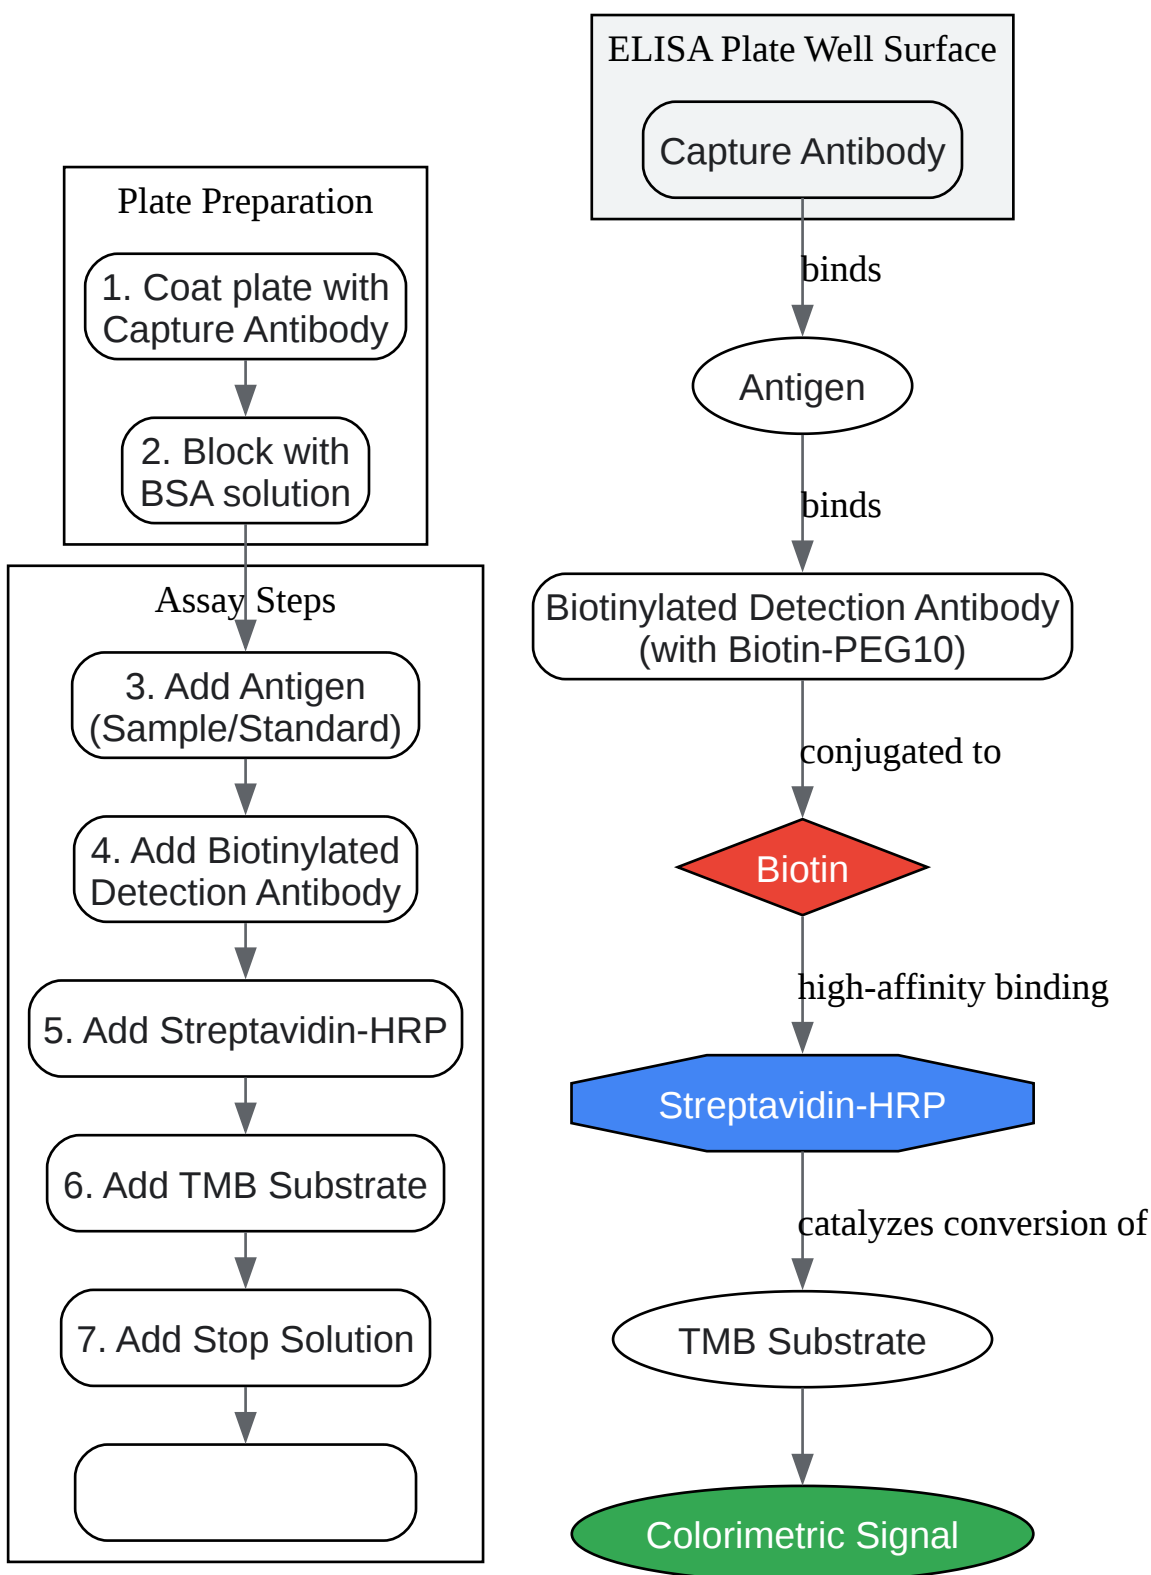 Plate Preparation
1. Coat plate with
Capture Antibody
2. Block with
BSA solution
Assay Steps
3. Add Antigen
(Sample/Standard)
4. Add Biotinylated
Detection Antibody
5. Add Streptavidin-HRP
6. Add TMB Substrate
7. Add Stop Solution
ELISA Plate Well Surface
Capture Antibody
binds
Antigen
binds
Biotinylated Detection Antibody
(with Biotin-PEG10)
conjugated to
Biotin
high-affinity binding
Streptavidin-HRP
catalyzes conversion of
TMB Substrate
Colorimetric Signal